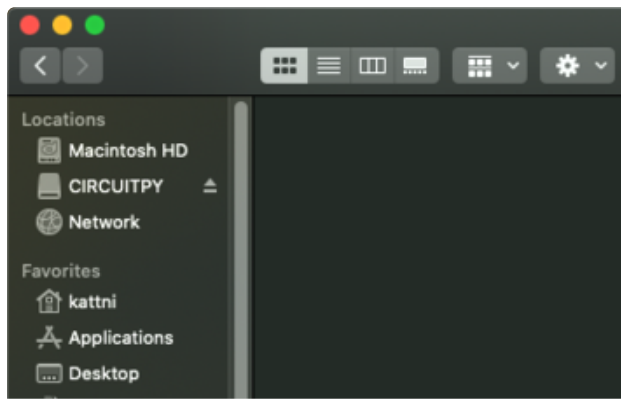 Locations
Macintosh HD
CIRCUITPY
Network
Favorites
kattni
Applications
Desktop